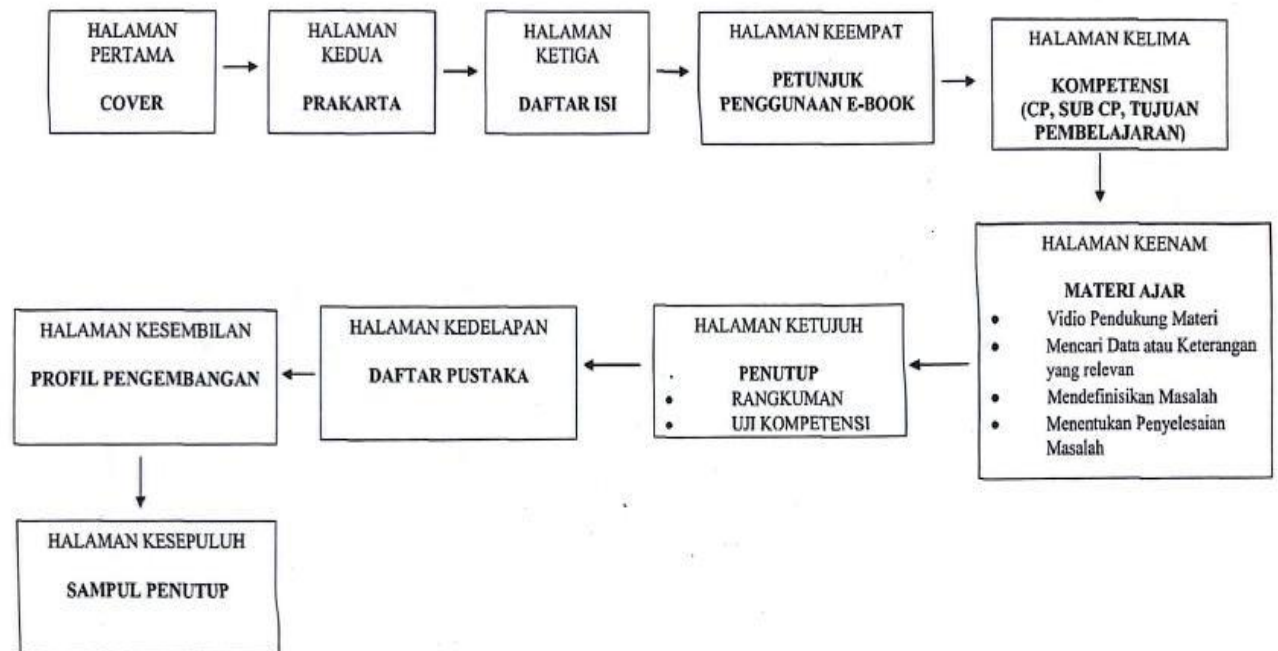 HALAMAN
PERTAMA
COVER
HALAMAN
KEDUA
PRAKARTA
HALAMAN
KETIGA
DAFTAR ISI
HALAMAN KEEMPAT
PETUNJUK
PENGGUNAAN E-BOOK
HALAMAN KELIMA
KOMPETENSI
(CP, SUB CP, TUJUAN
PEMBELAJARAN)
HALAMAN KEENAM
MATERI AJAR
• Vidio Pendukung Materi
• Mencari Data atau Keterangan
yang relevan
• Mendefinisikan Masalah
• Menentukan Penyelesaian
Masalah
HALAMAN KETUJUH
PENUTUP
• RANGKUMAN
• UJI KOMPETENSI
HALAMAN KEDELAPAN
DAFTAR PUSTAKA
HALAMAN KESEMBILAN
PROFIL PENGEMBANGAN
HALAMAN KESEPULUH
SAMPUL PENUTUP